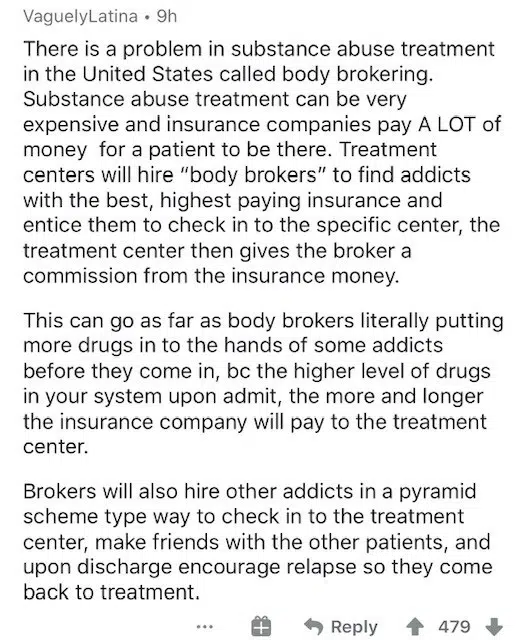 VaguelyLatina • 9h
There is a problem in substance abuse treatment
in the United States called body brokering.
Substance abuse treatment can be very
expensive and insurance companies pay A LOT of
money for a patient to be there. Treatment
centers will hire "body brokers" to find addicts
with the best, highest paying insurance and
entice them to check in to the specific center, the
treatment center then gives the broker a
commission from the insurance money.
This can go as far as body brokers literally putting
more drugs in to the hands of some addicts
before they come in, bc the higher level of drugs
in your system upon admit, the more and longer
the insurance company will pay to the treatment
center.
Brokers will also hire other addicts in a pyramid
scheme type way to check in to the treatment
center, make friends with the other patients, and
upon discharge encourage relapse so they come
back to treatment.
... Reply 479